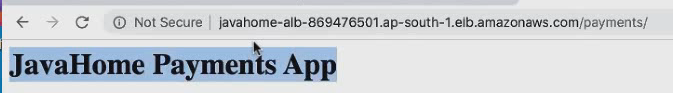 Not Secure | javahome-alb-869476501.ap-south-1.elb.amazonaws.com/payments/
JavaHome Payments App